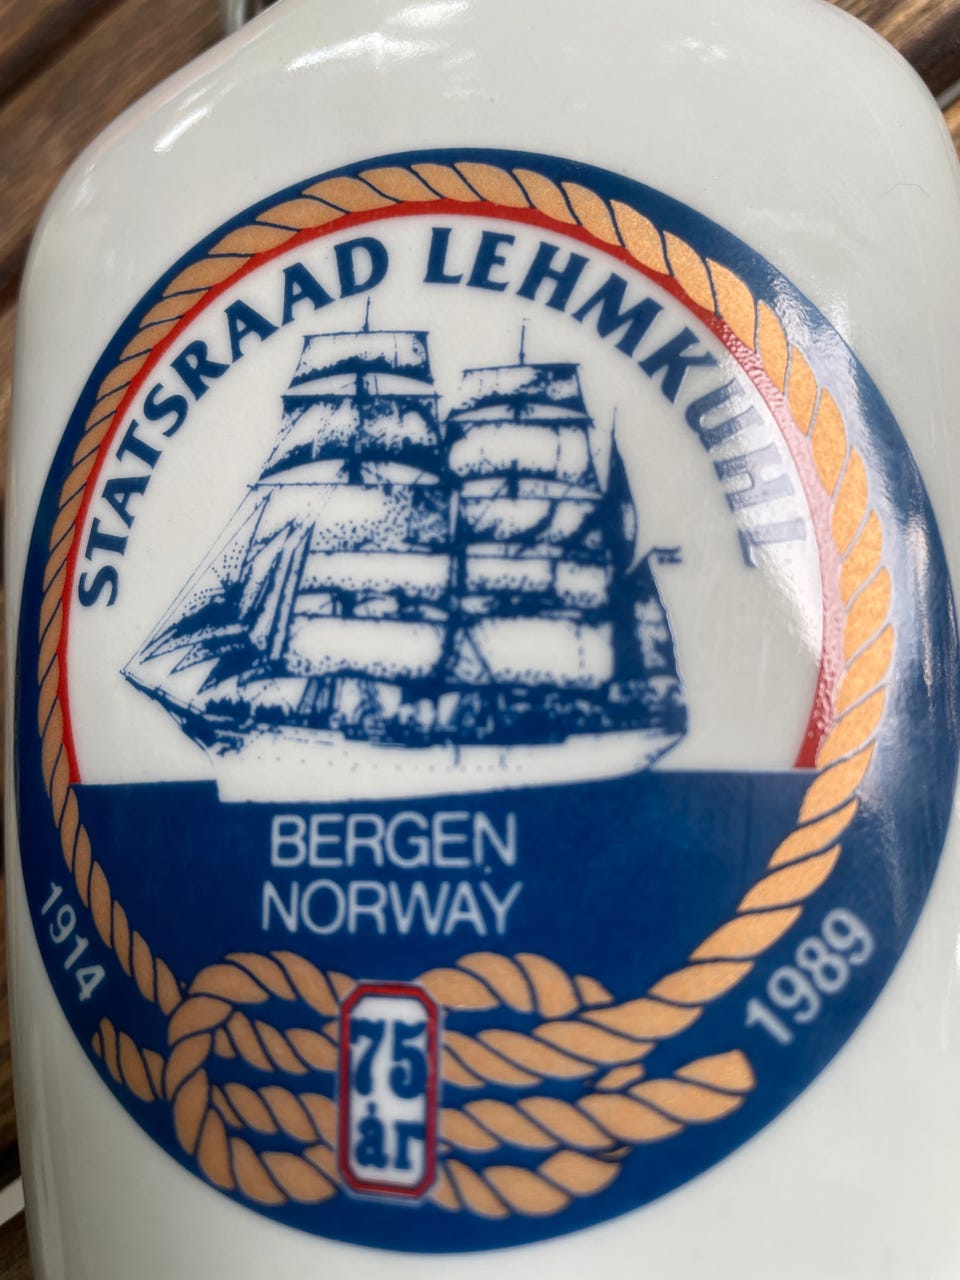 STATSRAAD LEHMKUHL
BERGEN
NORWAY
1914
1989
75
år